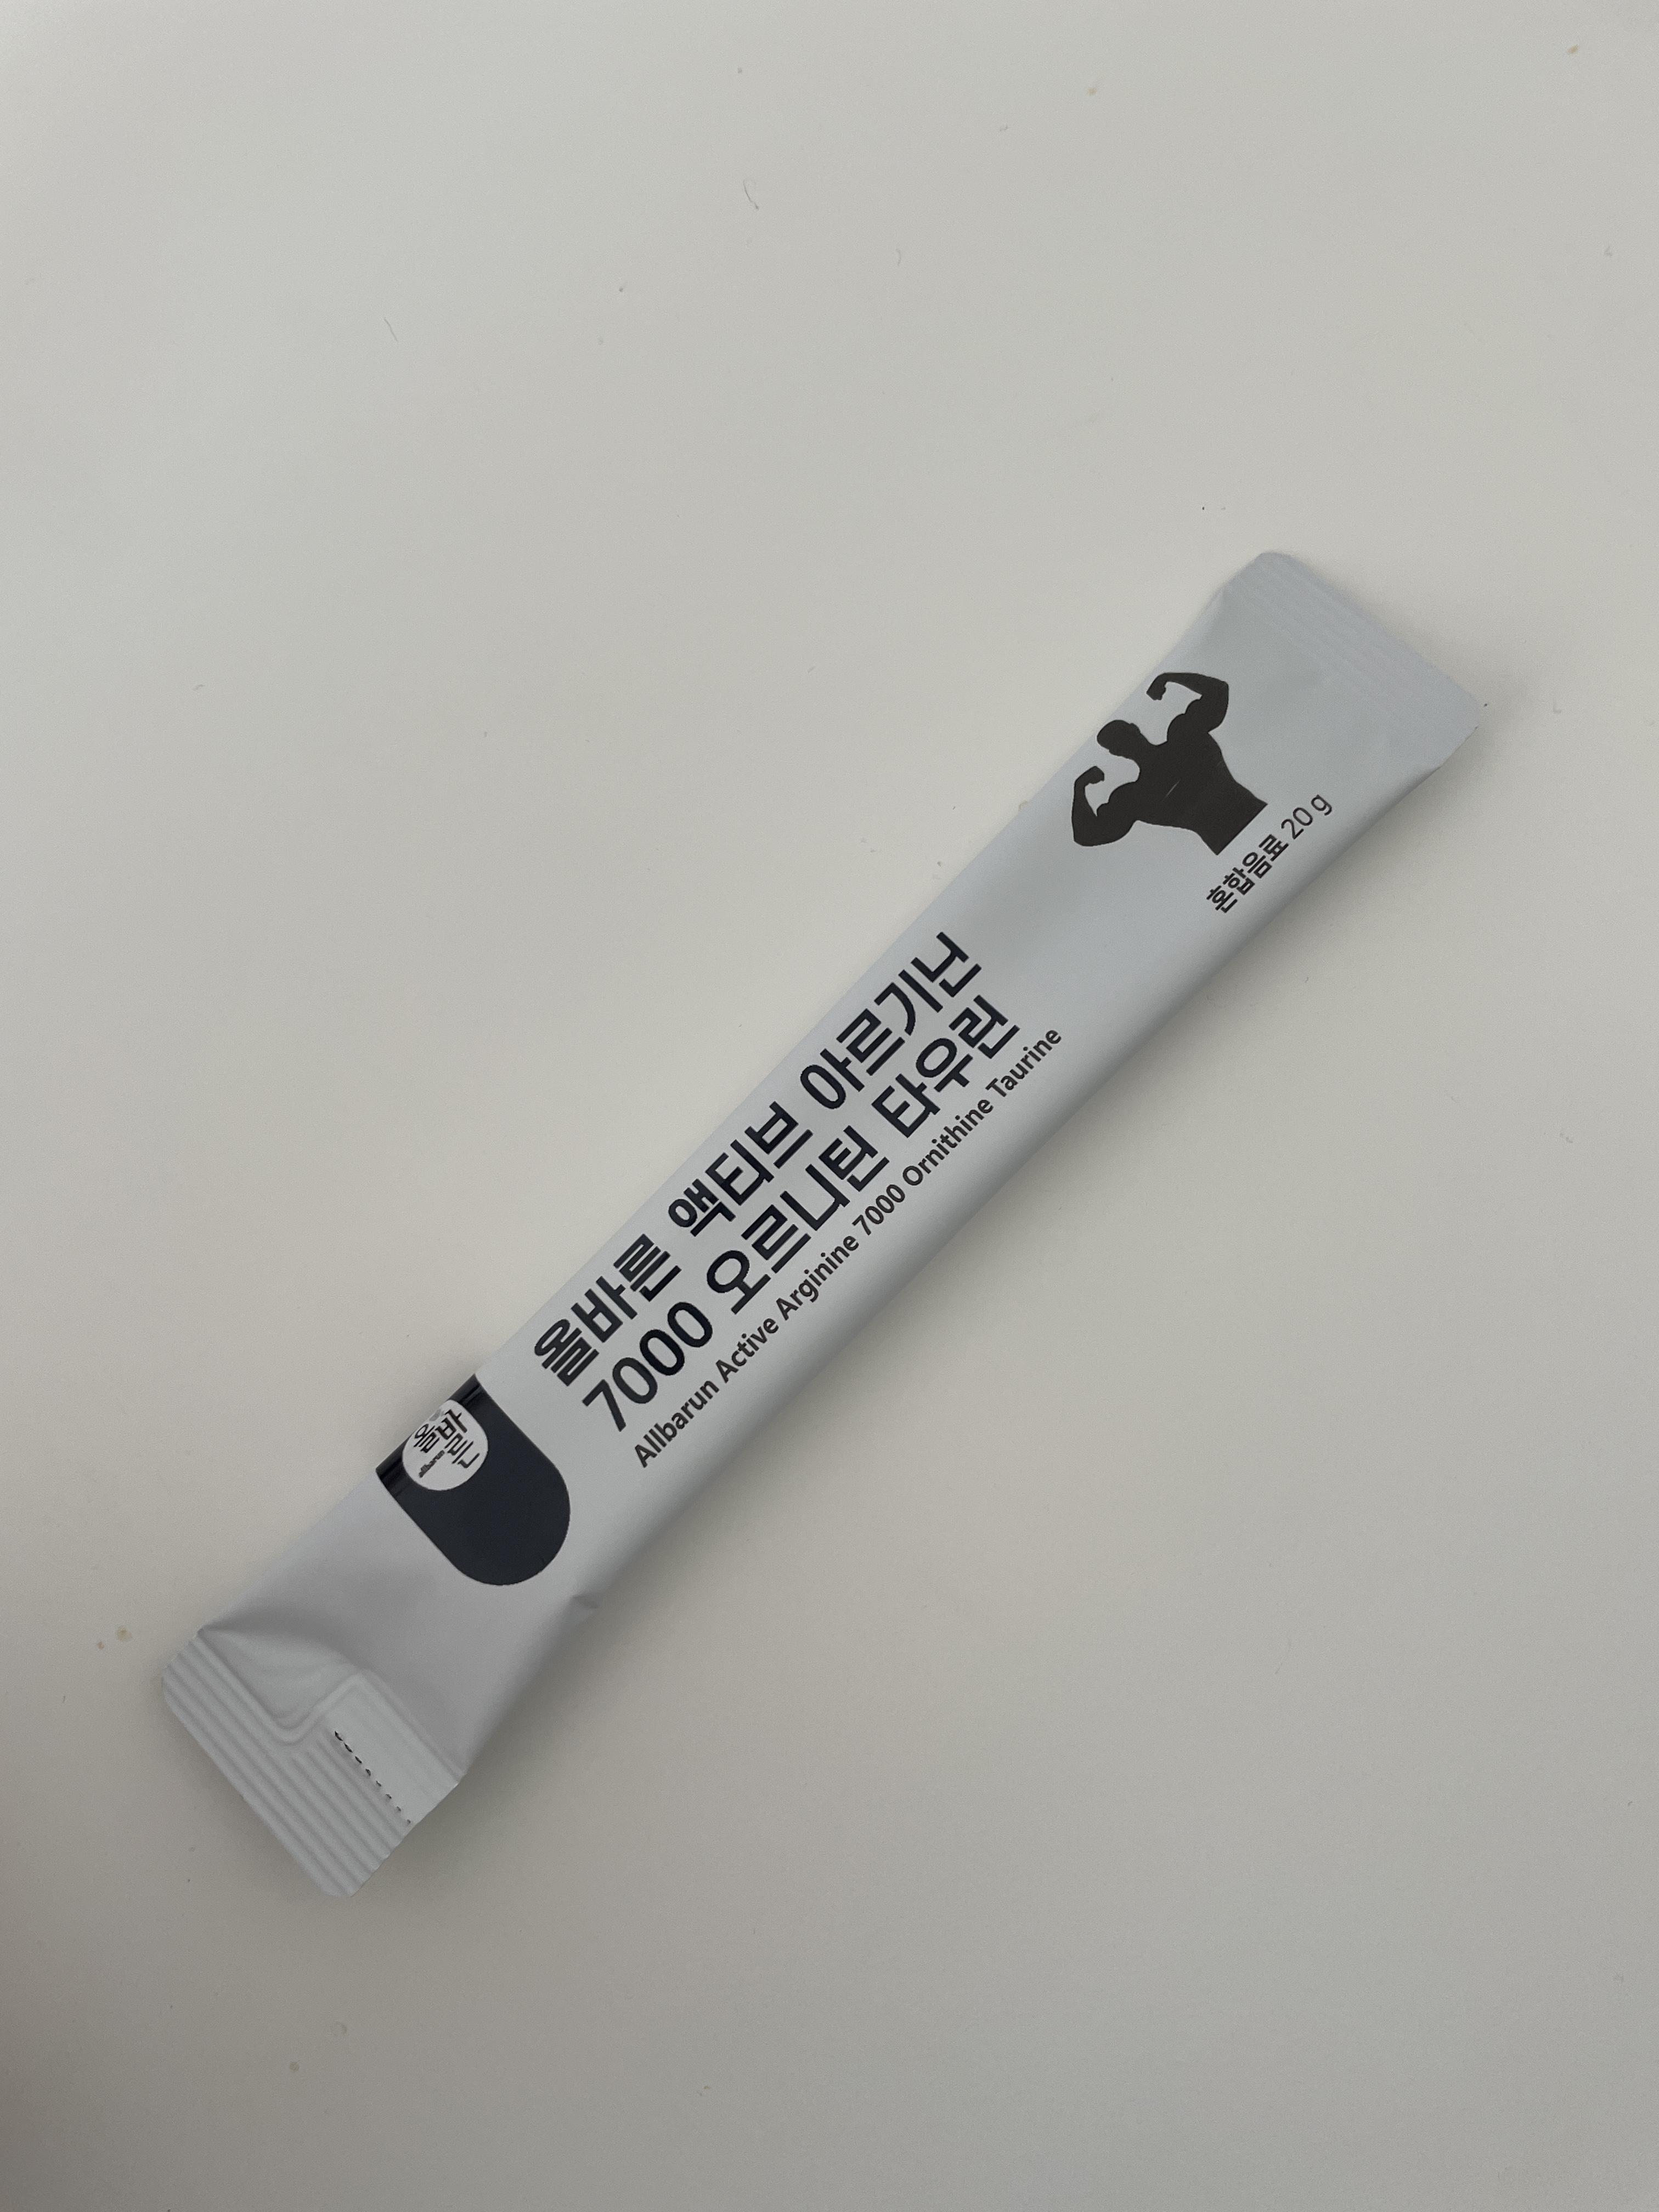 올바른
allbarun
올바른 액티브 아르기닌
7000 오르니틴 타우린
Allbarun Active Arginine 7000 Ornithine Taurine
혼합음료 20 g